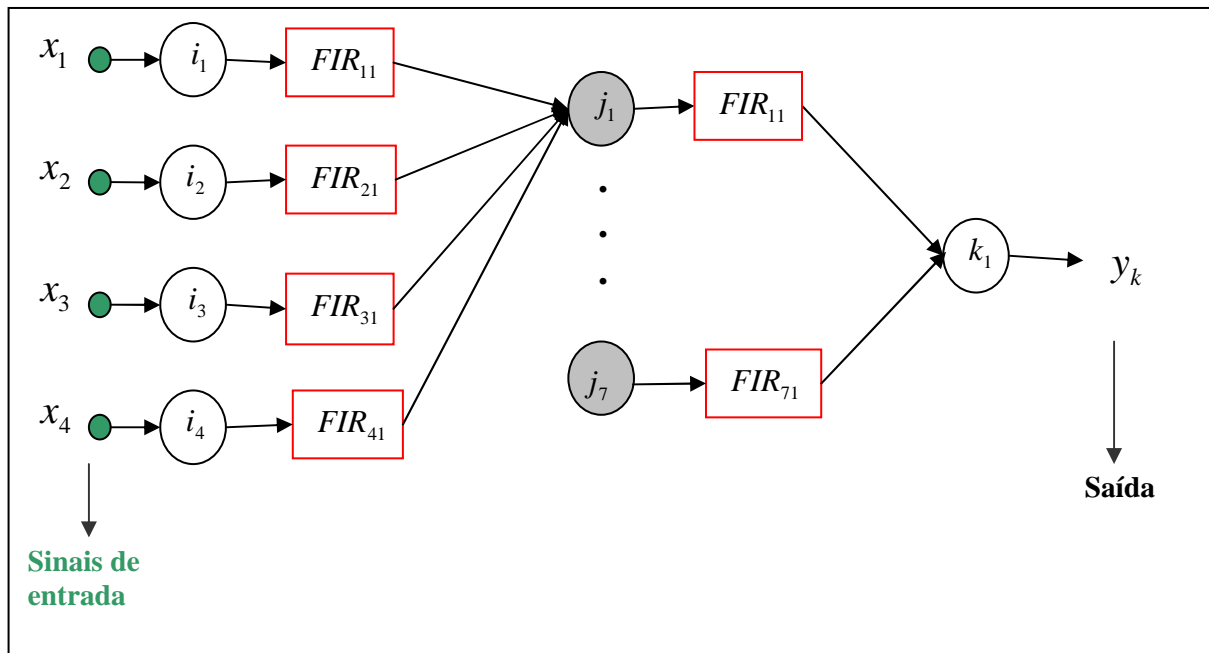 x₁ i₁ FIR₁₁ j₁ FIR₁₁
x₂ i₂ FIR₂₁
x₃ i₃ FIR₃₁ k₁ yₖ
x₄ i₄ FIR₄₁ j₇ FIR₇₁
Saída
Sinais de
entrada